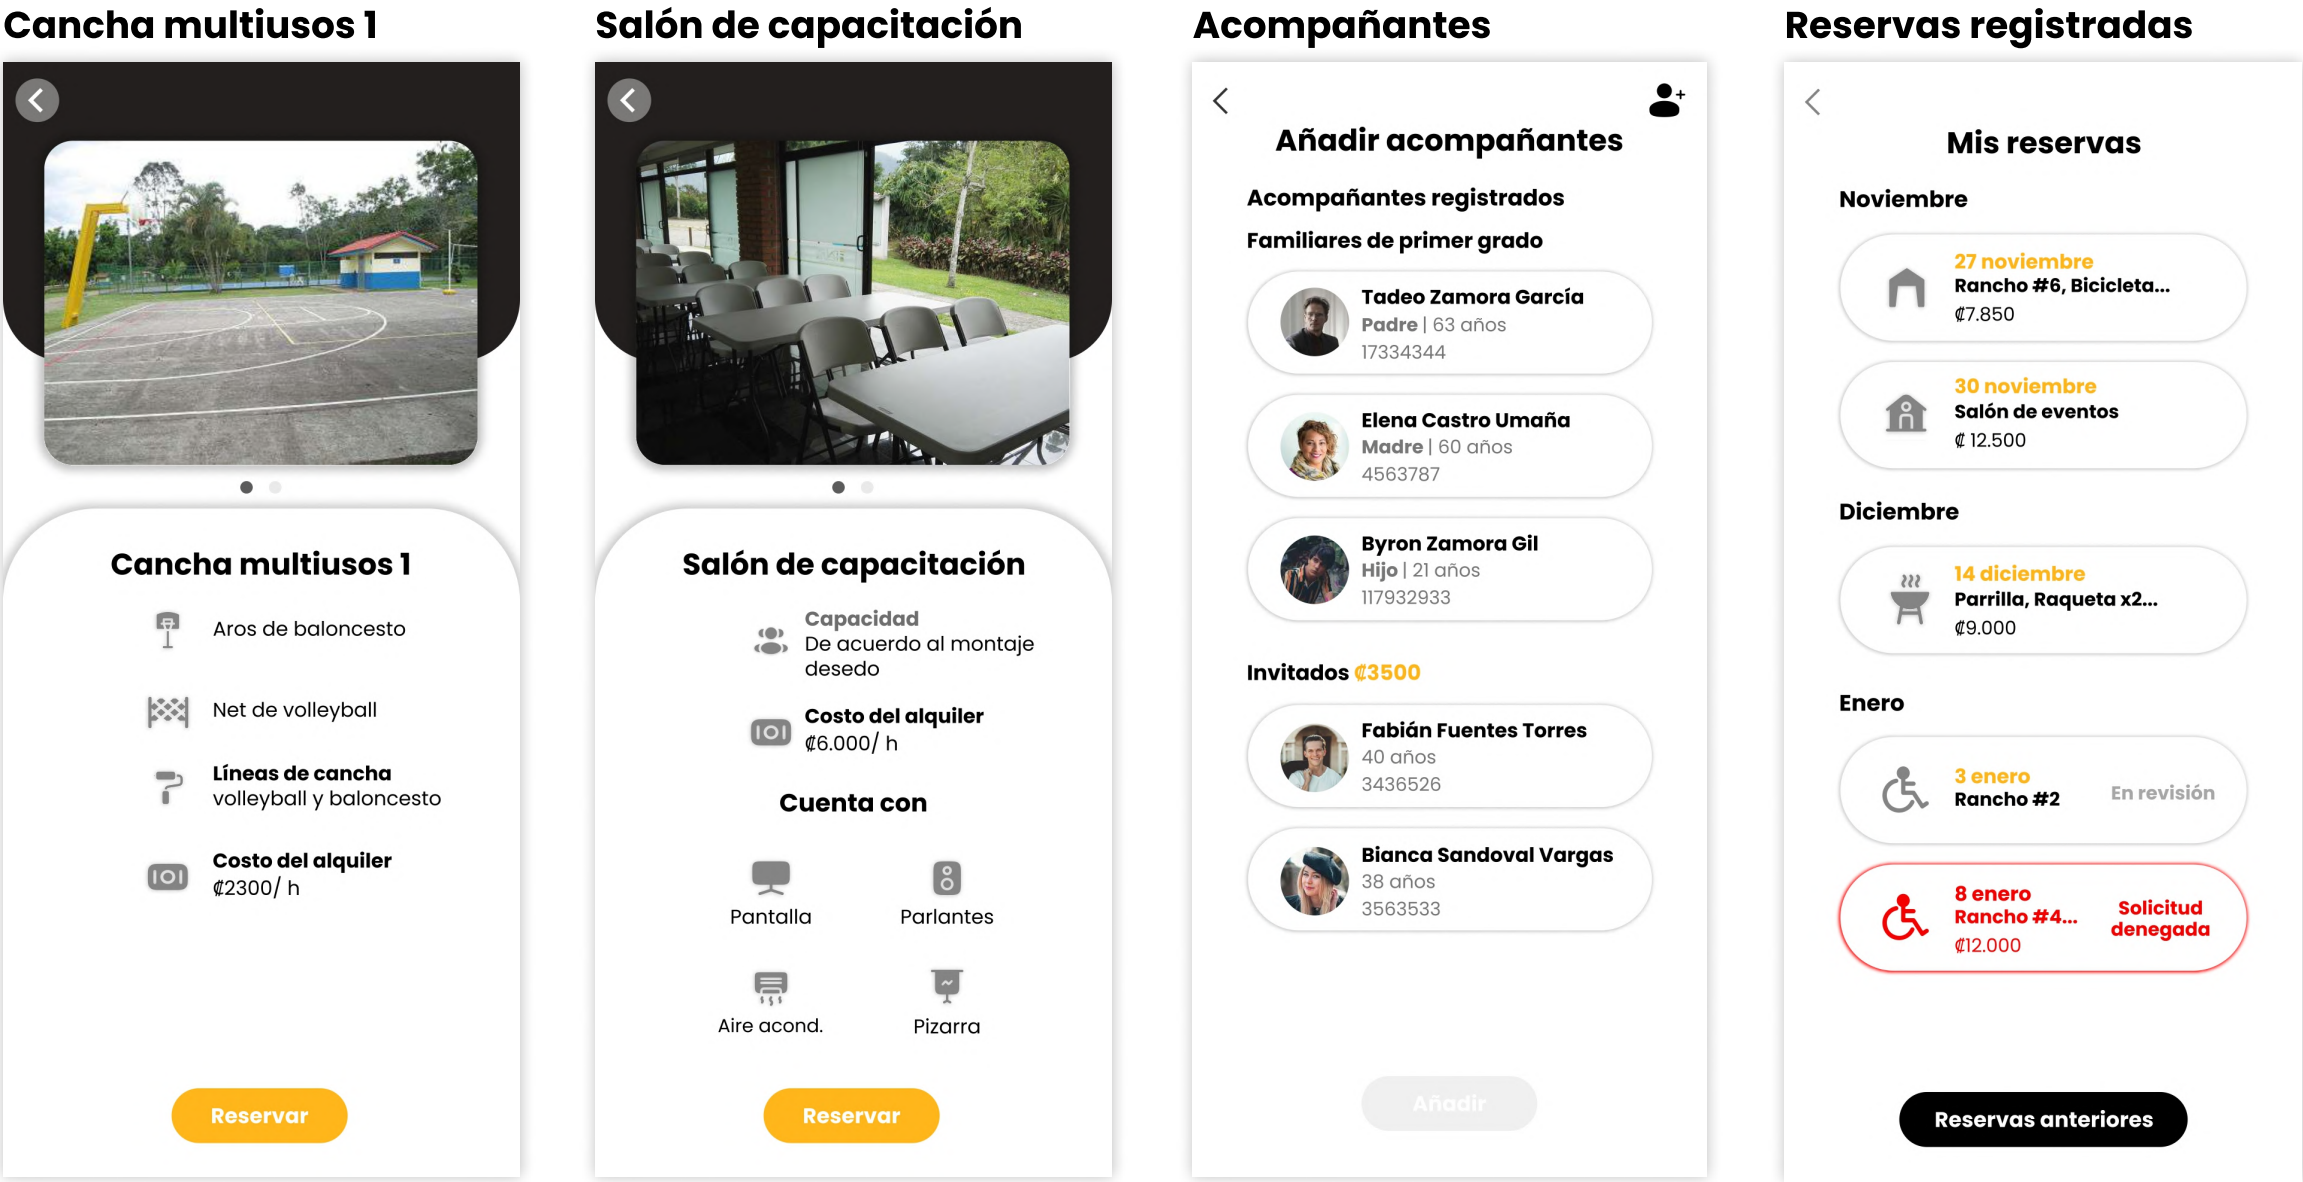 Cancha multiusos 1
Cancha multiusos 1
Aros de baloncesto
Net de volleyball
Líneas de cancha
volleyball y baloncesto
Costo del alquiler
₡2300/ h
Reservar
Salón de capacitación
Salón de capacitación
Capacidad
De acuerdo al montaje
desedo
Costo del alquiler
₡6.000/ h
Cuenta con
Pantalla
Parlantes
Aire acond.
Pizarra
Reservar
Acompañantes
Añadir acompañantes
Acompañantes registrados
Familiares de primer grado
Tadeo Zamora García
Padre | 63 años
17334344
Elena Castro Umaña
Madre | 60 años
4563787
Byron Zamora Gil
Hijo | 21 años
117932933
Invitados ₡3500
Fabián Fuentes Torres
40 años
3436526
Bianca Sandoval Vargas
38 años
3563533
Añadir
Reservas registradas
Mis reservas
Noviembre
27 noviembre
Rancho #6, Bicicleta...
₡7.850
30 noviembre
Salón de eventos
₡ 12.500
Diciembre
14 diciembre
Parrilla, Raqueta x2...
₡9.000
Enero
3 enero
Rancho #2
En revisión
8 enero
Rancho #4...
₡12.000
Solicitud
denegada
Reservas anteriores